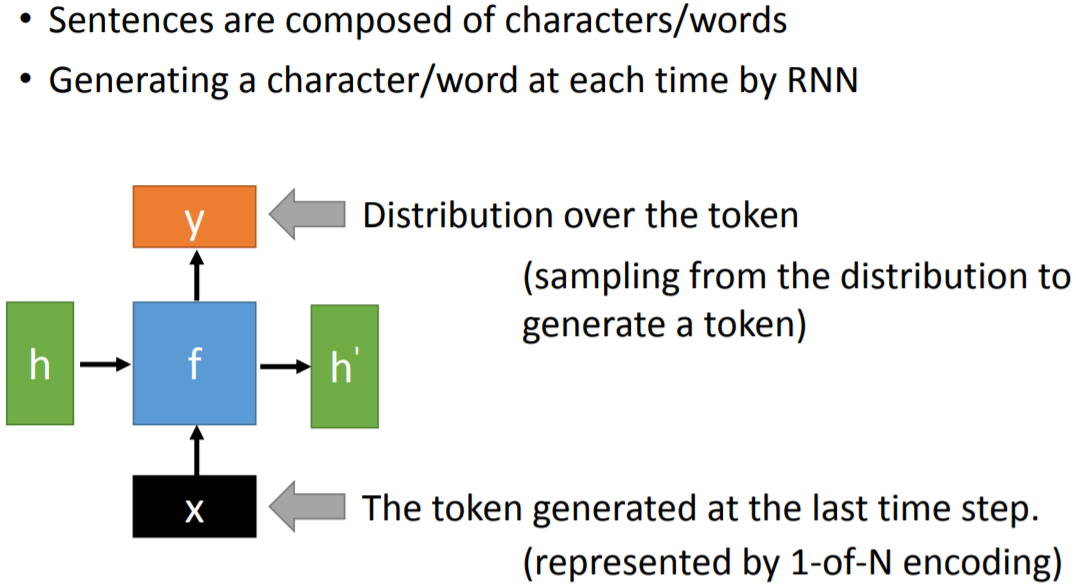 • Sentences are composed of characters/words
• Generating a character/word at each time by RNN
y
Distribution over the token
(sampling from the distribution to
generate a token)
h
f
h'
x
The token generated at the last time step.
(represented by 1-of-N encoding)